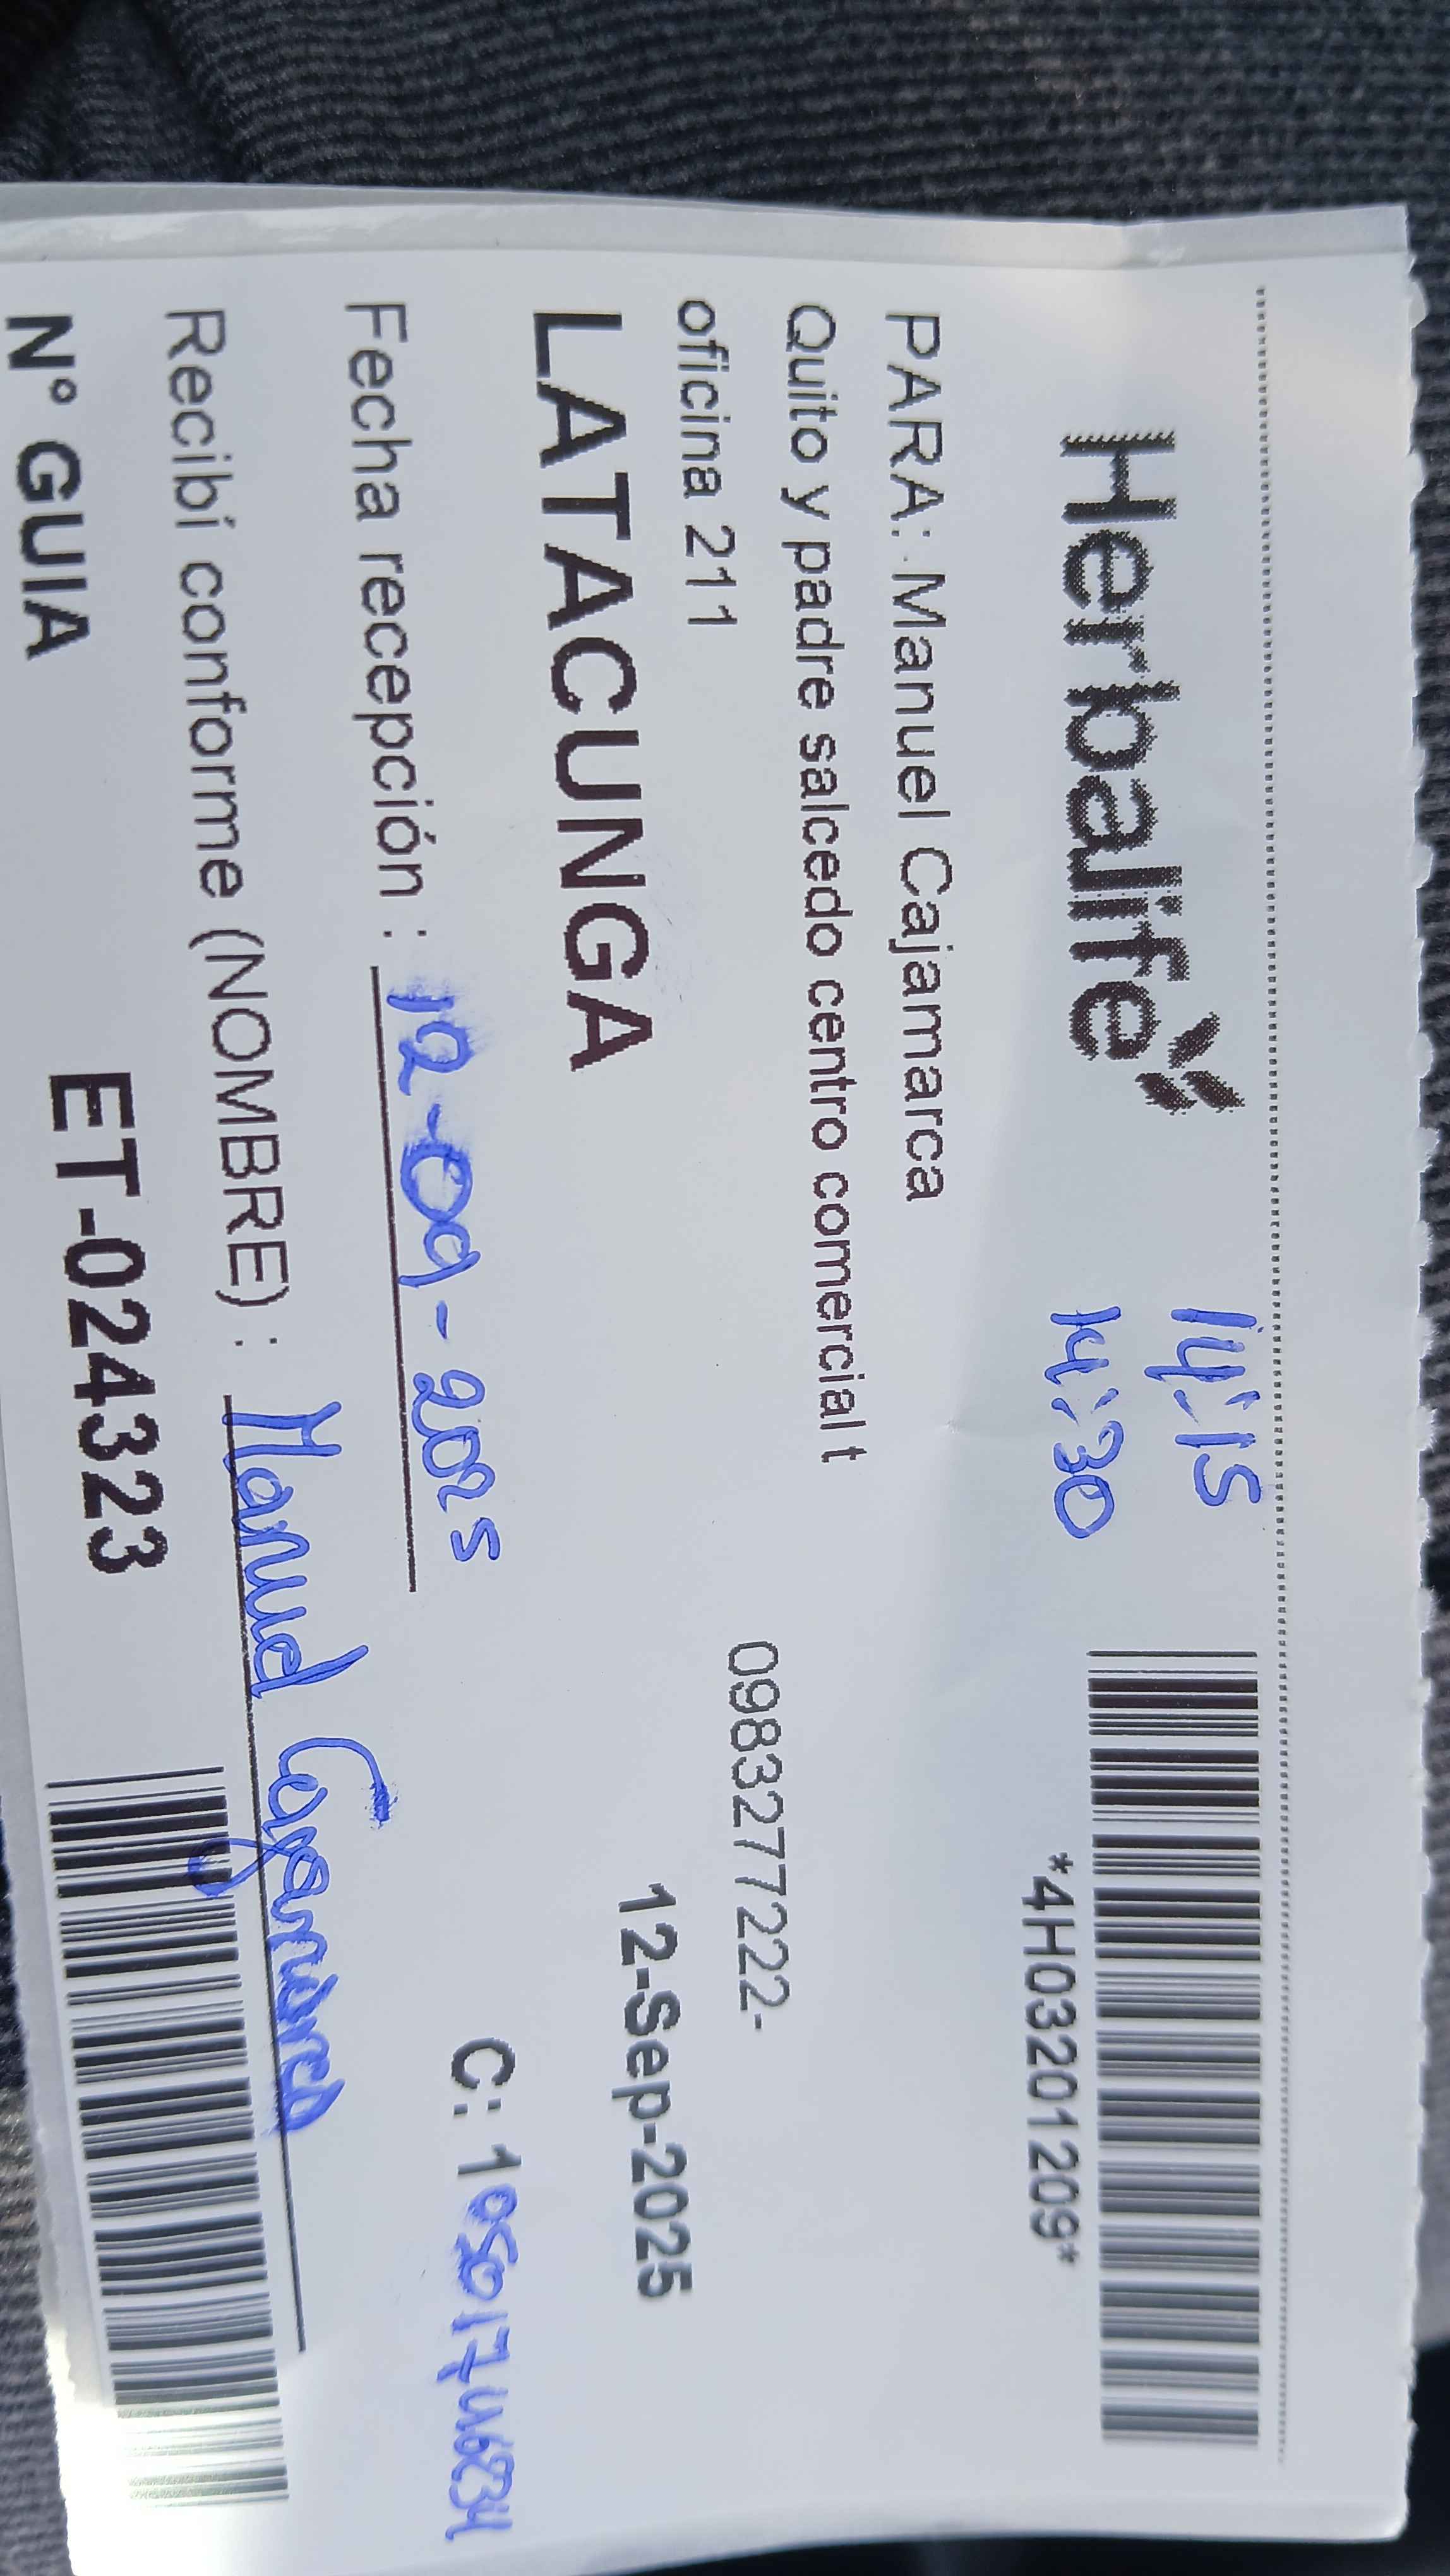 Herbalife
14:15
14:30
*4H03201209*
PARA: Manuel Cajamarca
Quito y padre salcedo centro comercial t
oficina 211
0983277222-
LATACUNGA
12-Sep-2025
Fecha recepción : 12-09-2025
C:
Recibí conforme (NOMBRE) : Manuel Cajamarca
N° GUIA ET-024323